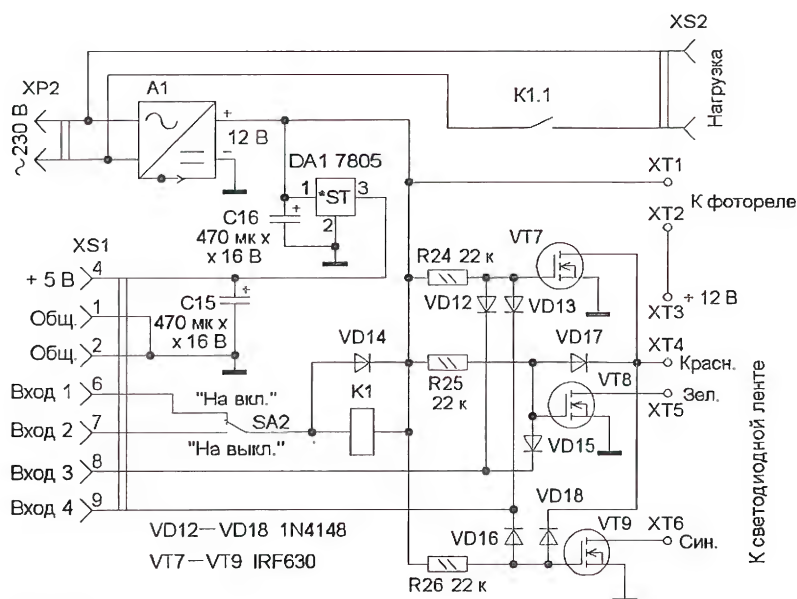 XS2
XP2
A1
К1.1
Нагрузка
~230 В
+
12 В
−
DA1 7805
XT1
1
*ST
3
XT2
К фотореле
C16
+
2
470 мк х
х 16 В
R24 22 к
VT7
XS1
+ 5 В
4
C15
+
VD12
VD13
+ 12 В
XT3
Общ.
1
470 мк х
х 16 В
VD14
VD17
XT4
Красн.
Общ.
2
R25
22 к
VT8
Зел.
XT5
Вход 1
6
"На вкл."
К1
Вход 2
7
SA2
"На выкл."
VD15
Вход 3
8
VD18
Вход 4
9
VD16
VT9
XT6
Син.
VD12—VD18 1N4148
VT7—VT9 IRF630
R26 22 к
К светодиодной ленте